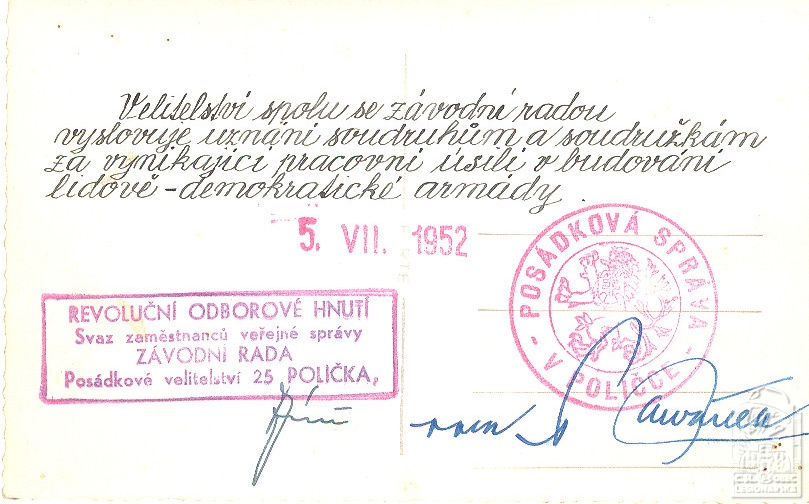 Velitelství spolu se závodní radou
vyslovuje uznání soudruhům a soudružkám
za vynikající pracovní úsilí v budování
lidově-demokratické armády.
5. VII. 1952
REVOLUČNÍ ODBOROVÉ HNUTÍ
Svaz zaměstnanců veřejné správy
ZÁVODNÍ RADA
Posádkové velitelství 25 POLIČKA,
POSÁDKOVÁ SPRÁVA
- V POLIČCE -